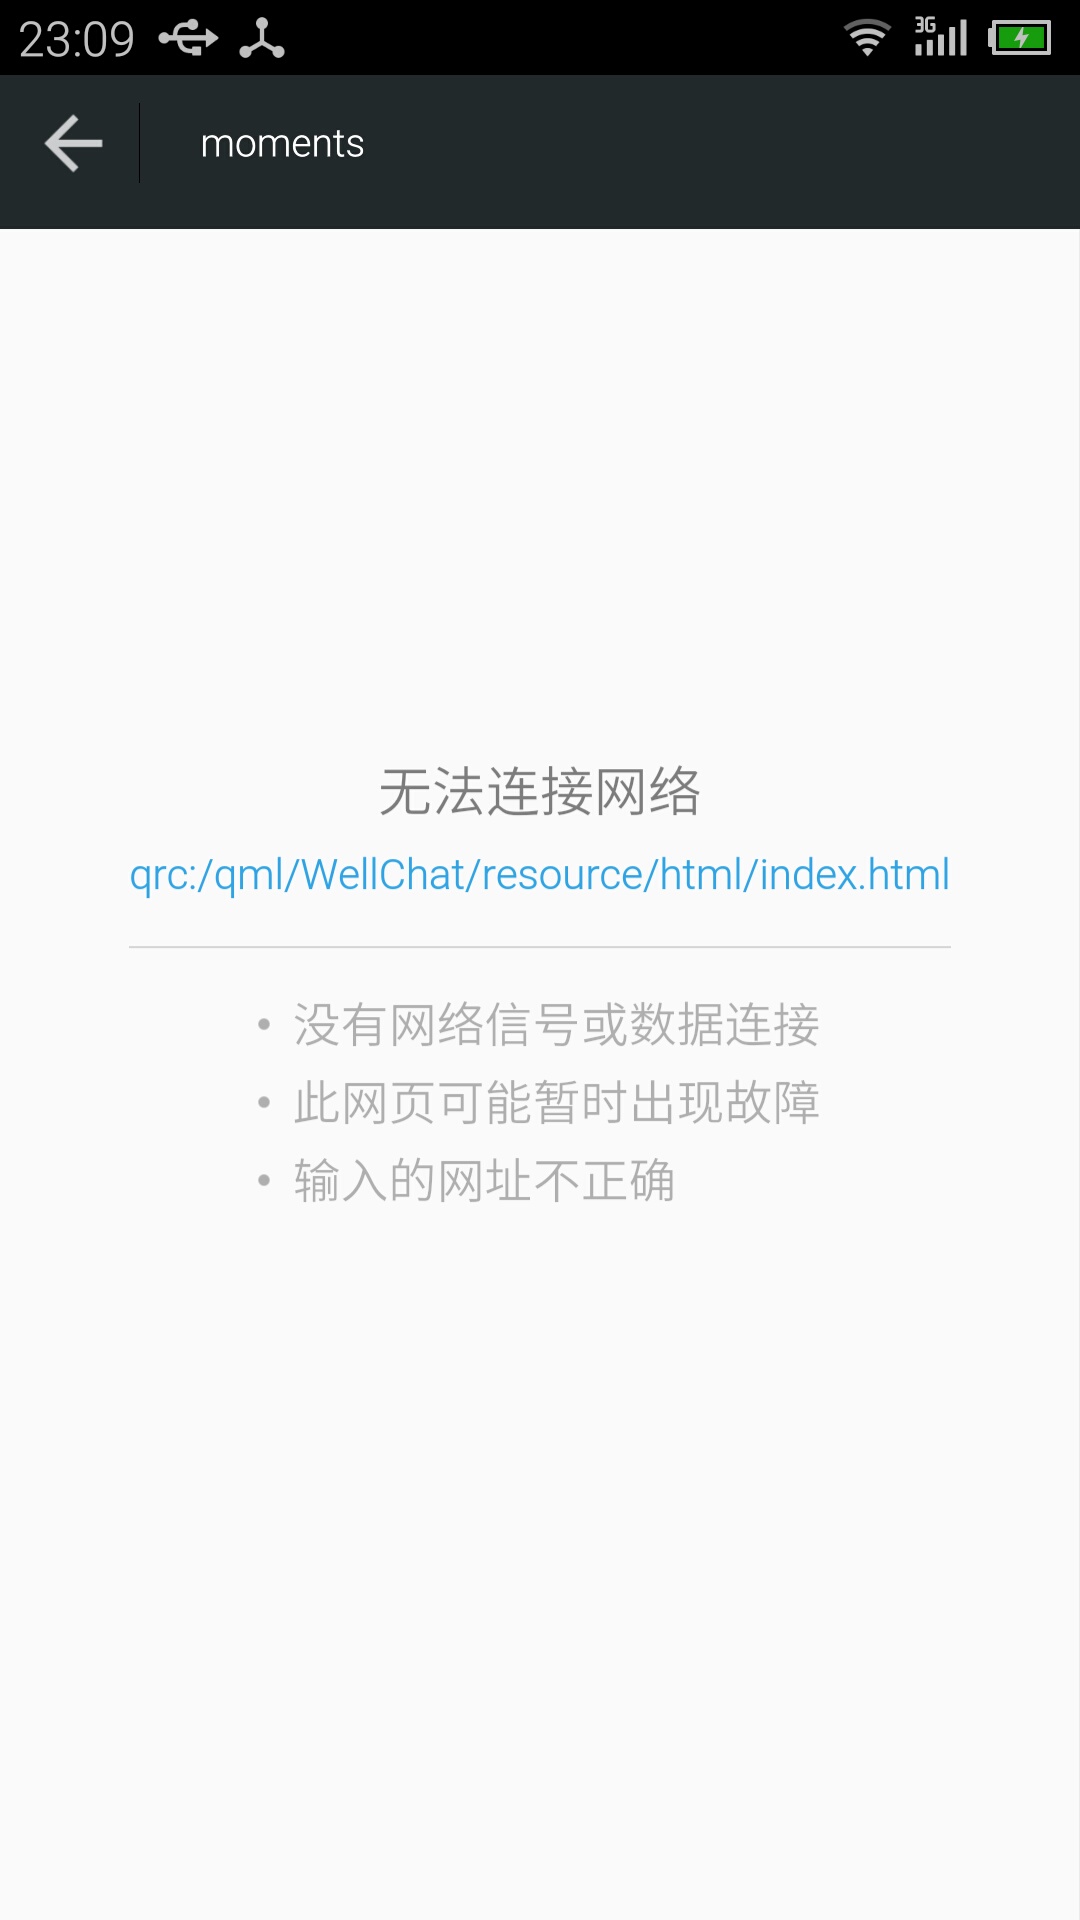 23:09
3G
moments
无法连接网络
qrc:/qml/WellChat/resource/html/index.html
• 没有网络信号或数据连接
• 此网页可能暂时出现故障
• 输入的网址不正确